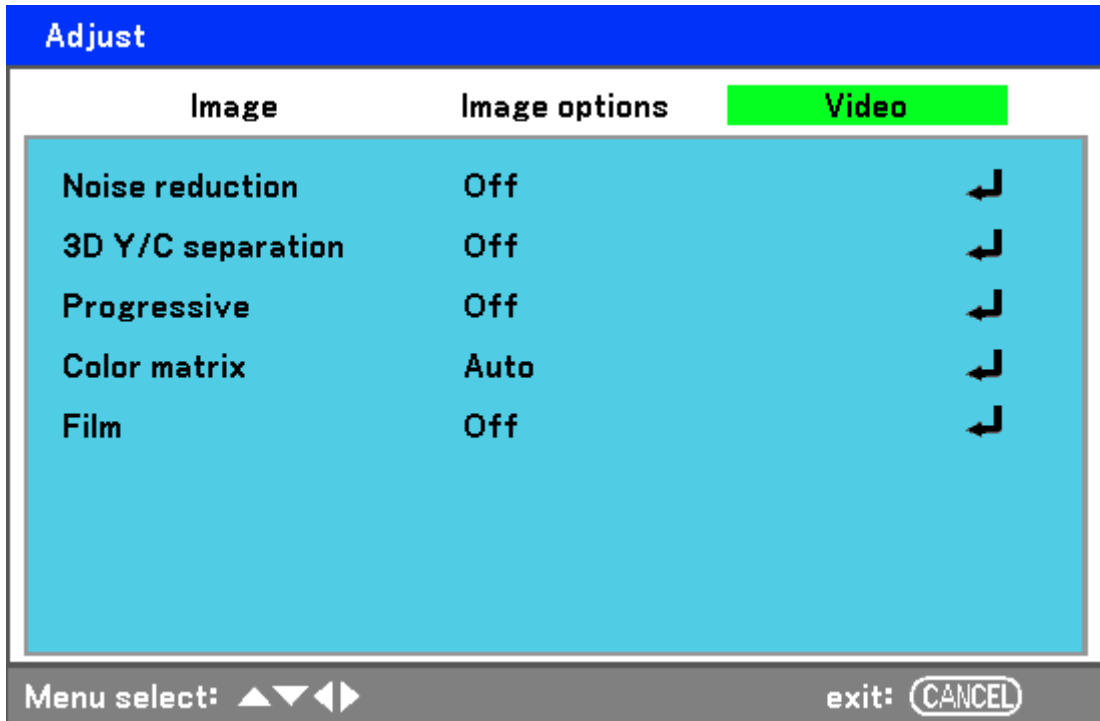 Adjust
Image Image options Video
Noise reduction Off
3D Y/C separation Off
Progressive Off
Color matrix Auto
Film Off
Menu select: exit: CANCEL